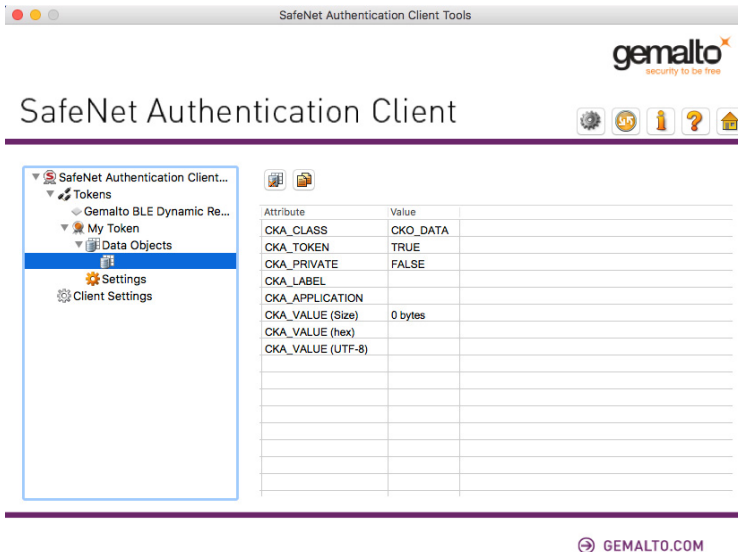 SafeNet Authentication Client Tools
gemalto
security to be free
SafeNet Authentication Client
SafeNet Authentication Client...
Tokens
Gemalto BLE Dynamic Re...
My Token
Data Objects
Settings
Client Settings
Attribute Value
CKA_CLASS CKO_DATA
CKA_TOKEN TRUE
CKA_PRIVATE FALSE
CKA_LABEL
CKA_APPLICATION
CKA_VALUE (Size) 0 bytes
CKA_VALUE (hex)
CKA_VALUE (UTF-8)
GEMALTO.COM